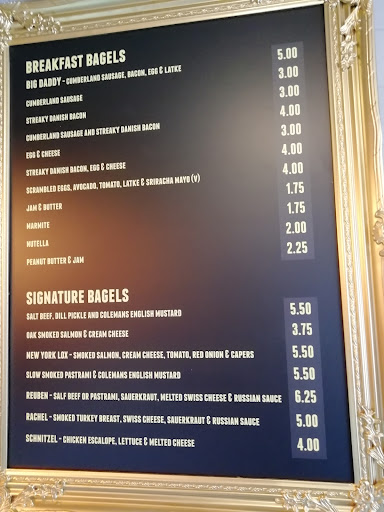 BREAKFAST BAGELS
BIG DADDY - CUMBERLAND SAUSAGE, BACON, EGG & LATKE 5.00
CUMBERLAND SAUSAGE 3.00
STREAKY DANISH BACON 3.00
CUMBERLAND SAUSAGE AND STREAKY DANISH BACON 4.00
EGG & CHEESE 3.00
STREAKY DANISH BACON, EGG & CHEESE 4.00
SCRAMBLED EGGS, AVOCADO, TOMATO, LATKE & SRIRACHA MAYO (V) 4.00
JAM & BUTTER 1.75
MARMITE 1.75
NUTELLA 2.00
PEANUT BUTTER & JAM 2.25
SIGNATURE BAGELS
SALT BEEF, DILL PICKLE AND COLEMANS ENGLISH MUSTARD 5.50
OAK SMOKED SALMON & CREAM CHEESE 3.75
NEW YORK LOX - SMOKED SALMON, CREAM CHEESE, TOMATO, RED ONION & CAPERS 5.50
SLOW SMOKED PASTRAMI & COLEMANS ENGLISH MUSTARD 5.50
REUBEN - SALF BEEF OR PASTRAMI, SAUERKRAUT, MELTED SWISS CHEESE & RUSSIAN SAUCE 6.25
RACHEL - SMOKED TURKEY BREAST, SWISS CHEESE, SAUERKRAUT & RUSSIAN SAUCE 5.00
SCHNITZEL - CHICKEN ESCALOPE, LETTUCE & MELTED CHEESE 4.00